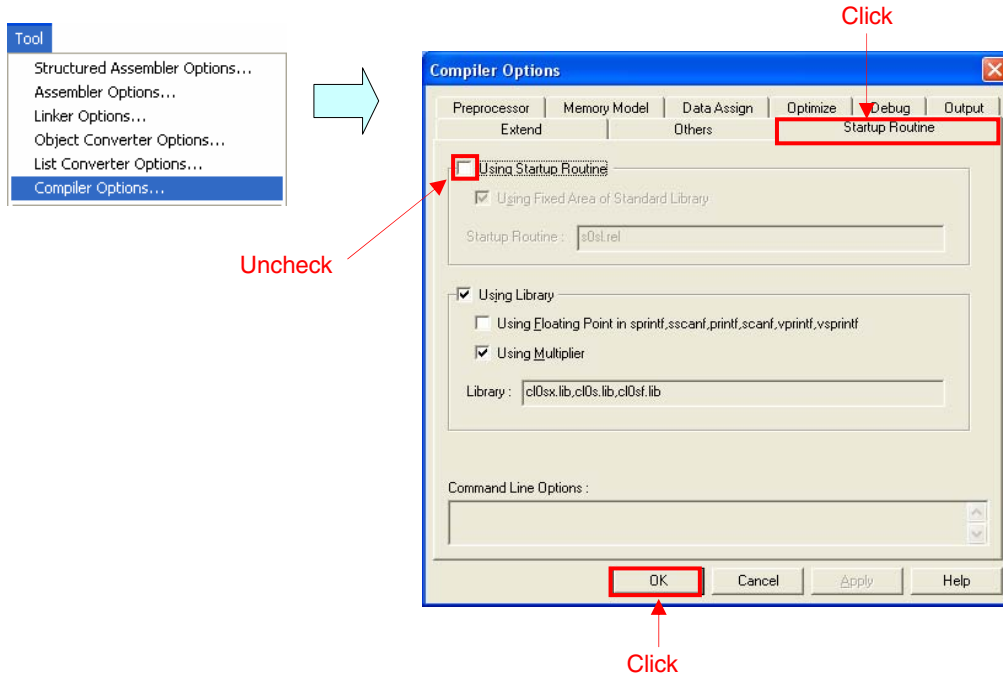 Click
Tool
Structured Assembler Options...
Assembler Options...
Linker Options...
Object Converter Options...
List Converter Options...
Compiler Options...
Compiler Options
Preprocessor Memory Model Data Assign Optimize Debug Output
Extend Others Startup Routine
Using Startup Routine
Using Fixed Area of Standard Library
Startup Routine : s0sl.rel
Uncheck
Using Library
Using Floating Point in sprintf,sscanf,printf,scanf,vprintf,vsprintf
Using Multiplier
Library : cl0sx.lib,cl0s.lib,cl0sf.lib
Command Line Options :
OK Cancel Apply Help
Click